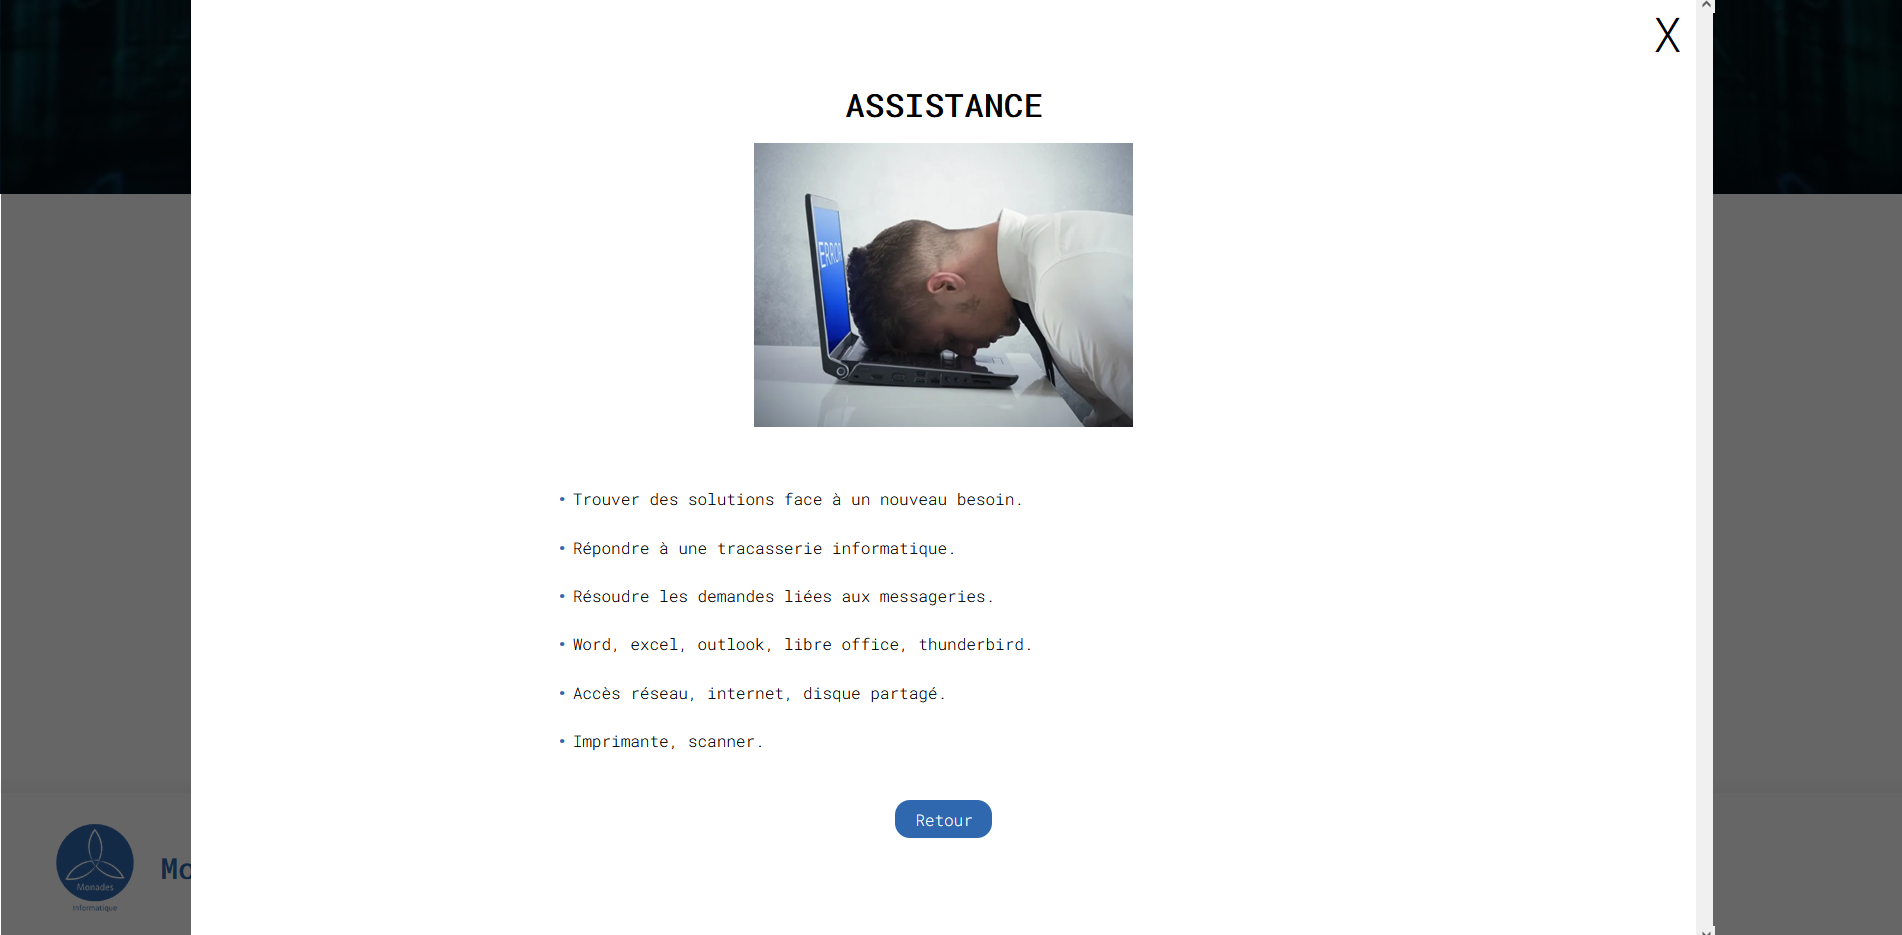 X
ASSISTANCE
ERROR
• Trouver des solutions face à un nouveau besoin.
• Répondre à une tracasserie informatique.
• Résoudre les demandes liées aux messageries.
• Word, excel, outlook, libre office, thunderbird.
• Accès réseau, internet, disque partagé.
• Imprimante, scanner.
Retour
Monades
Informatique
Mo